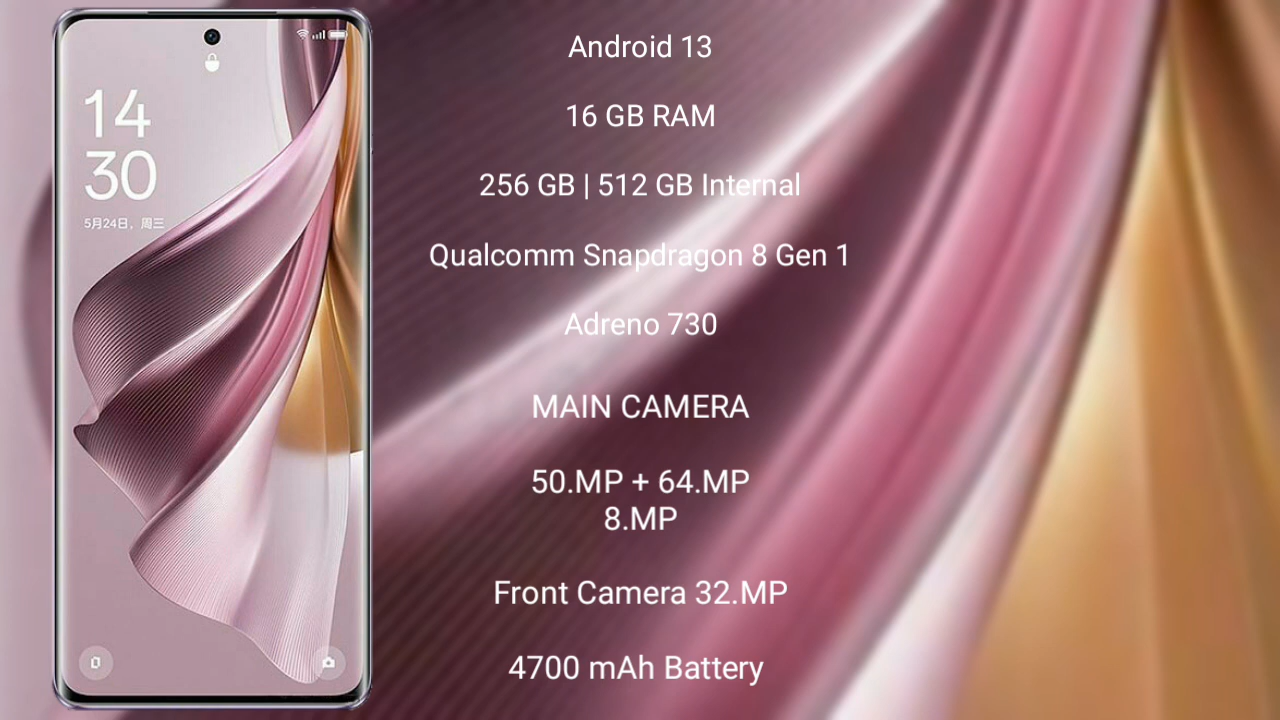 14
30
5月24日，周三
Android 13
16 GB RAM
256 GB | 512 GB Internal
Qualcomm Snapdragon 8 Gen 1
Adreno 730
MAIN CAMERA
50.MP + 64.MP
8.MP
Front Camera 32.MP
4700 mAh Battery